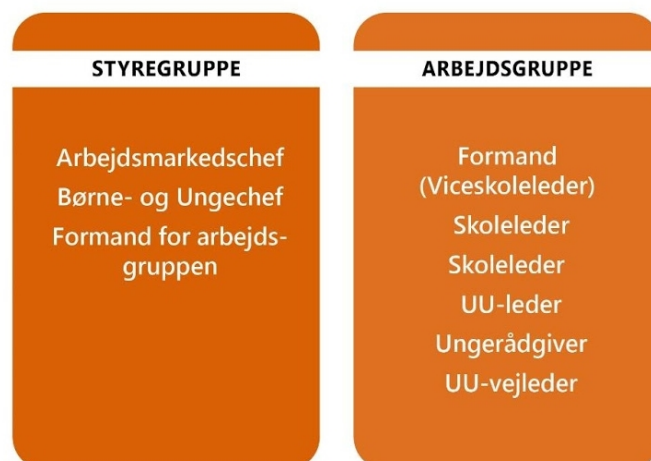 STYREGRUPPE
Arbejdsmarkedschef
Børne- og Ungechef
Formand for arbejds-
gruppen
ARBEJDSGRUPPE
Formand
(Viceskoleleder)
Skoleleder
Skoleleder
UU-leder
Ungerådgiver
UU-vejleder